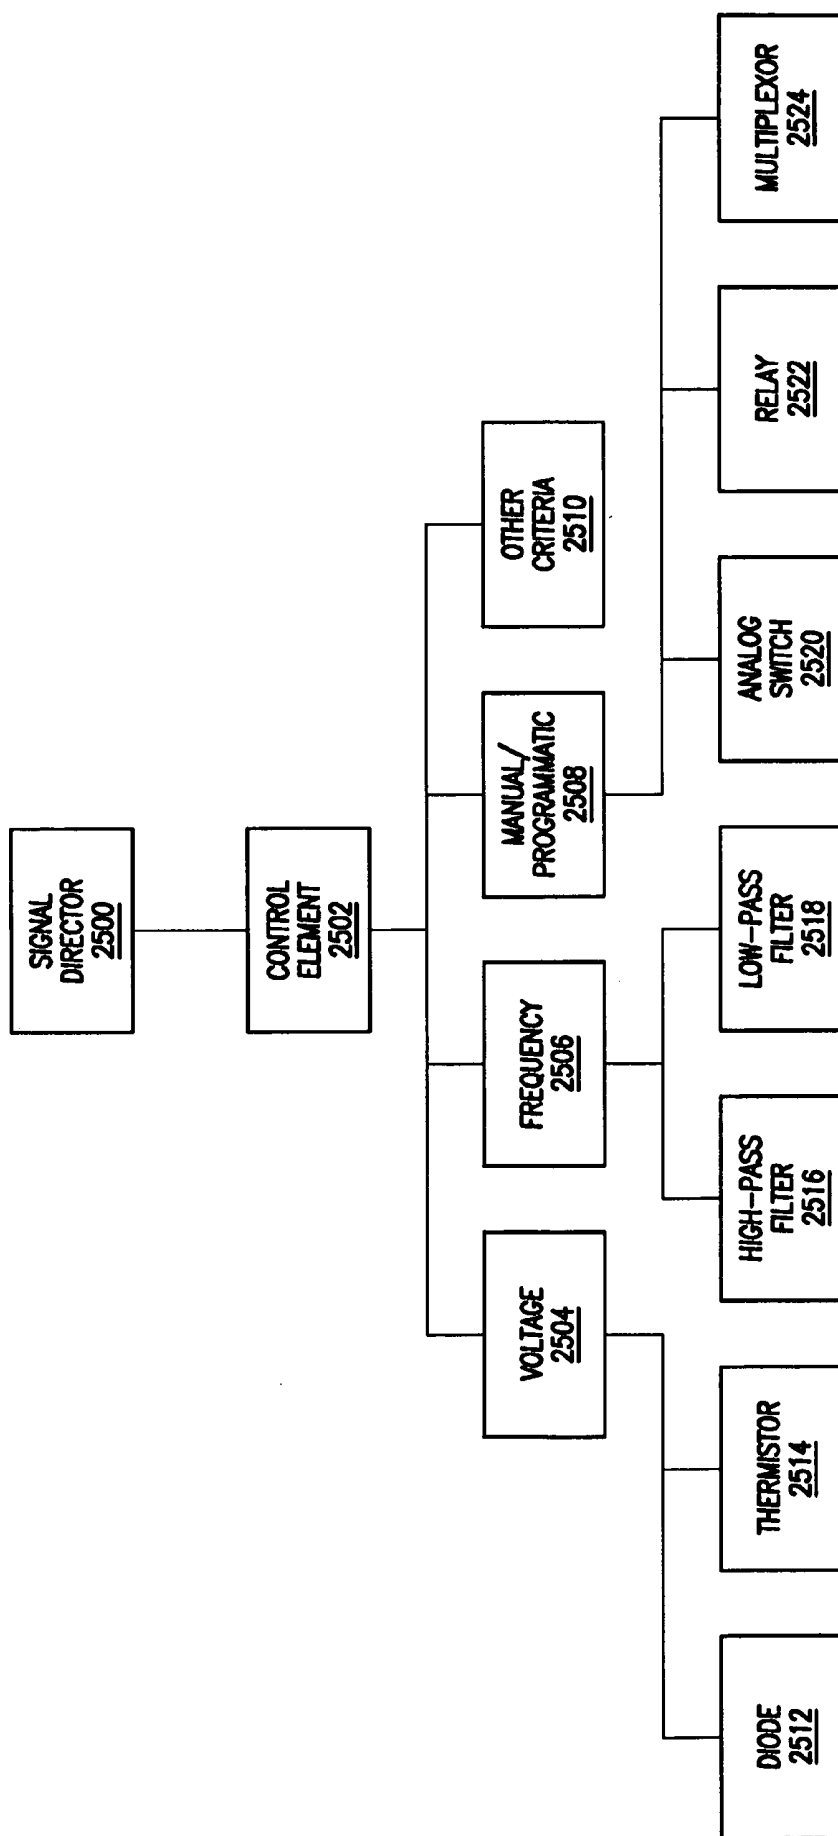 SIGNAL
DIRECTOR
2500
CONTROL
ELEMENT
2502
VOLTAGE
2504
FREQUENCY
2506
MANUAL/
PROGRAMMATIC
2508
OTHER
CRITERIA
2510
DIODE
2512
THERMISTOR
2514
HIGH-PASS
FILTER
2516
LOW-PASS
FILTER
2518
ANALOG
SWITCH
2520
RELAY
2522
MULTIPLEXOR
2524